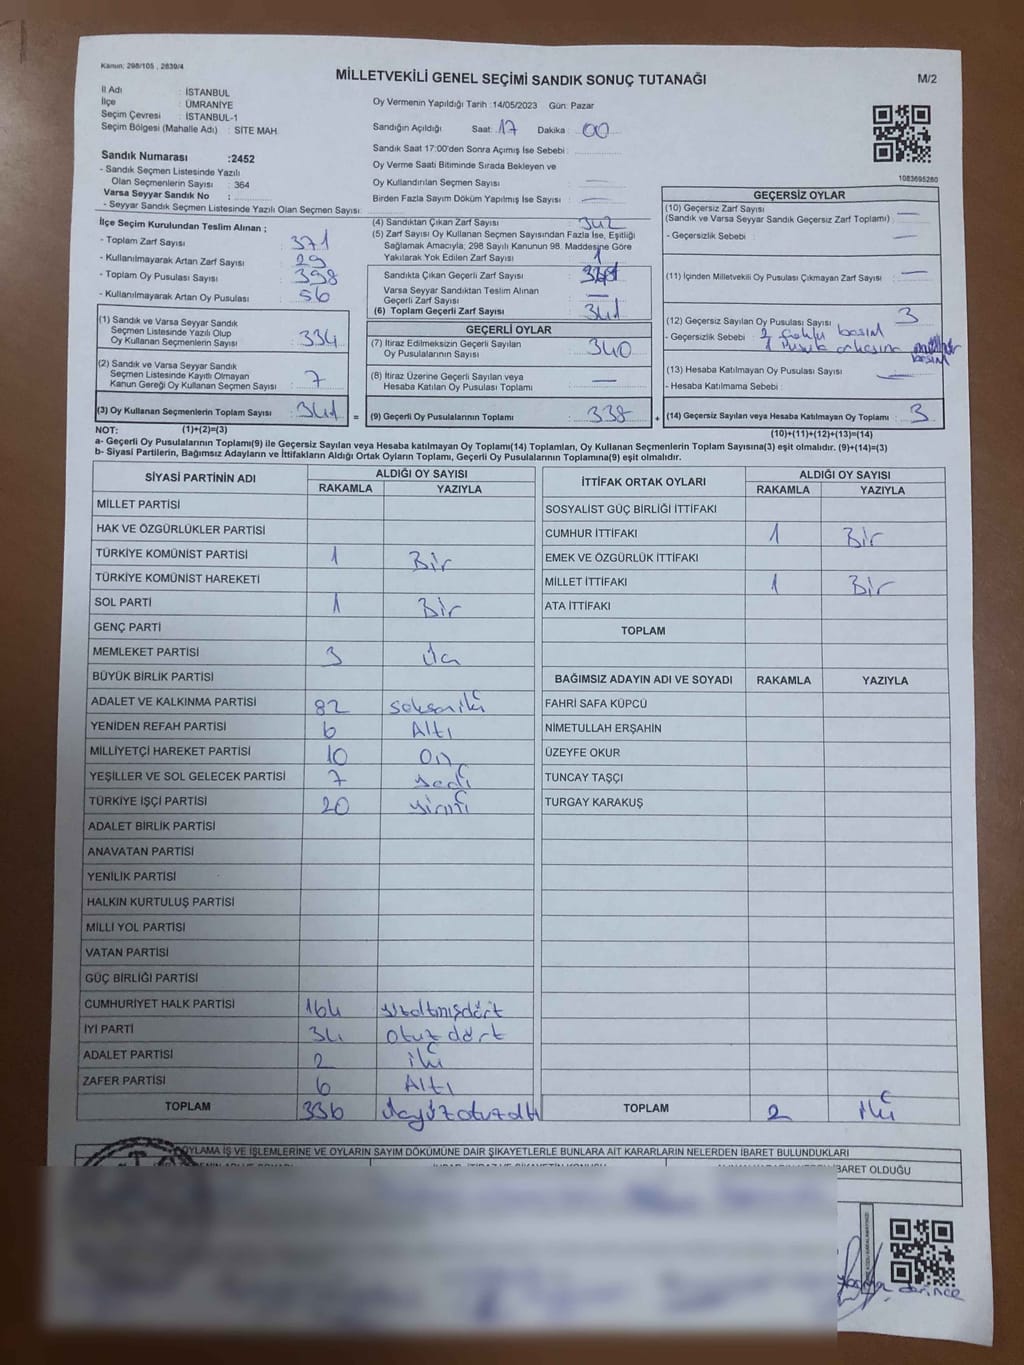 Kanun: 298/105 , 2839/4
MİLLETVEKİLİ GENEL SEÇİMİ SANDIK SONUÇ TUTANAĞI
M/2
İl Adı : İSTANBUL
İlçe : ÜMRANİYE
Seçim Çevresi : İSTANBUL-1
Seçim Bölgesi (Mahalle Adı) : SİTE MAH.
Sandık Numarası :2452
- Sandık Seçmen Listesinde Yazılı
Olan Seçmenlerin Sayısı : 364
Varsa Seyyar Sandık No :
- Seyyar Sandık Seçmen Listesinde Yazılı Olan Seçmen Sayısı:
Oy Vermenin Yapıldığı Tarih :14/05/2023 Gün: Pazar
Sandığın Açıldığı Saat: 17 Dakika : 00
Sandık Saat 17:00'den Sonra Açımış İse Sebebi :
Oy Verme Saati Bitiminde Sırada Bekleyen ve
Oy Kullandırılan Seçmen Sayısı : —
Birden Fazla Sayım Döküm Yapılmış İse Sayısı : —
1083695280
İlçe Seçim Kurulundan Teslim Alınan ;
- Toplam Zarf Sayısı : 371
- Kullanılmayarak Artan Zarf Sayısı : 29
- Toplam Oy Pusulası Sayısı : 398
- Kullanılmayarak Artan Oy Pusulası : 56
(1) Sandık ve Varsa Seyyar Sandık
Seçmen Listesinde Yazılı Olup
Oy Kullanan Seçmenlerin Sayısı : 334
(2) Sandık ve Varsa Seyyar Sandık
Seçmen Listesinde Kayıtlı Olmayan
Kanun Gereği Oy Kullanan Seçmen Sayısı : 7
(3) Oy Kullanan Seçmenlerin Toplam Sayısı : 341
(4) Sandıktan Çıkan Zarf Sayısı : 342
(5) Zarf Sayısı Oy Kullanan Seçmen Sayısından Fazla İse, Eşitliği
Sağlamak Amacıyla; 298 Sayılı Kanunun 98. Maddesine Göre
Yakılarak Yok Edilen Zarf Sayısı : 1
Sandıkta Çıkan Geçerli Zarf Sayısı :
Varsa Seyyar Sandıktan Teslim Alınan
Geçerli Zarf Sayısı : —
(6) Toplam Geçerli Zarf Sayısı : 341
GEÇERLİ OYLAR
(7) İtiraz Edilmeksizin Geçerli Sayılan
Oy Pusulalarının Sayısı : 340
(8) İtiraz Üzerine Geçerli Sayılan veya
Hesaba Katılan Oy Pusulası Toplamı : —
= (9) Geçerli Oy Pusulalarının Toplamı : 338
GEÇERSİZ OYLAR
(10) Geçersiz Zarf Sayısı : —
(Sandık ve Varsa Seyyar Sandık Geçersiz Zarf Toplamı)
- Geçersizlik Sebebi : —
(11) İçinden Milletvekili Oy Pusulası Çıkmayan Zarf Sayısı : —
(12) Geçersiz Sayılan Oy Pusulası Sayısı : 3
- Geçersizlik Sebebi : 2 basım
1 arkasına
basım
(13) Hesaba Katılmayan Oy Pusulası Sayısı : —
- Hesaba Katılmama Sebebi :
+ (14) Geçersiz Sayılan veya Hesaba Katılmayan Oy Toplamı : 3
NOT: (1)+(2)=(3)
(10)+(11)+(12)+(13)=(14)
a- Geçerli Oy Pusulalarının Toplamı(9) ile Geçersiz Sayılan veya Hesaba katılmayan Oy Toplam(14) Toplamları, Oy Kullanan Seçmenlerin Toplam Sayısına(3) eşit olmalıdır. (9)+(14)=(3)
b- Siyasi Partilerin, Bağımsız Adayların ve İttifakların Aldığı Ortak Oyların Toplamı, Geçerli Oy Pusulalarının Toplamına(9) eşit olmalıdır.
SİYASİ PARTİNİN ADI ALDIĞI OY SAYISI
RAKAMLA YAZIYLA
MİLLET PARTİSİ
HAK VE ÖZGÜRLÜKLER PARTİSİ
TÜRKİYE KOMÜNİST PARTİSİ 1 Bir
TÜRKİYE KOMÜNİST HAREKETİ
SOL PARTİ 1 Bir
GENÇ PARTİ
MEMLEKET PARTİSİ 3 Üç
BÜYÜK BİRLİK PARTİSİ
ADALET VE KALKINMA PARTİSİ 82 Seksen iki
YENİDEN REFAH PARTİSİ 6 Altı
MİLLİYETÇİ HAREKET PARTİSİ 10 On
YEŞİLLER VE SOL GELECEK PARTİSİ 7 Yedi
TÜRKİYE İŞÇİ PARTİSİ 20 Yirmi
ADALET BİRLİK PARTİSİ
ANAVATAN PARTİSİ
YENİLİK PARTİSİ
HALKIN KURTULUŞ PARTİSİ
MİLLİ YOL PARTİSİ
VATAN PARTİSİ
GÜÇ BİRLİĞİ PARTİSİ
CUMHURİYET HALK PARTİSİ 164 Yüzaltmışdört
İYİ PARTİ 34 Otuz dört
ADALET PARTİSİ 2 İki
ZAFER PARTİSİ 6 Altı
TOPLAM 336 Üçyüzotuzaltı
İTTİFAK ORTAK OYLARI ALDIĞI OY SAYISI
RAKAMLA YAZIYLA
SOSYALİST GÜÇ BİRLİĞİ İTTİFAKI
CUMHUR İTTİFAKI 1 Bir
EMEK VE ÖZGÜRLÜK İTTİFAKI
MİLLET İTTİFAKI 1 Bir
ATA İTTİFAKI
TOPLAM
BAĞIMSIZ ADAYIN ADI VE SOYADI RAKAMLA YAZIYLA
FAHRİ SAFA KÜPCÜ
NİMETULLAH ERŞAHİN
ÜZEYFE OKUR
TUNCAY TAŞÇI
TURGAY KARAKUŞ
TOPLAM 2 İki
OYLAMA İŞ VE İŞLEMLERİNE VE OYLARIN SAYIM DÖKÜMÜNE DAİR ŞİKAYETLERLE BUNLARA AİT KARARLARIN NELERDEN İBARET BULUNDUKLARI
İBARET OLDUĞU